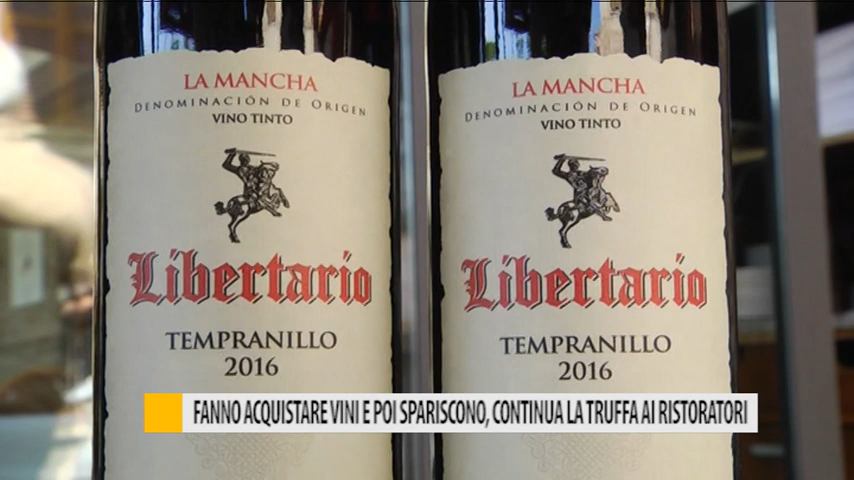 LA MANCHA
DENOMINACIÓN DE ORIGEN
VINO TINTO
Libertario
TEMPRANILLO
2016
LA MANCHA
DENOMINACIÓN DE ORIGEN
VINO TINTO
Libertario
TEMPRANILLO
2016
FANNO ACQUISTARE VINI E POI SPARISCONO, CONTINUA LA TRUFFA AI RISTORATORI